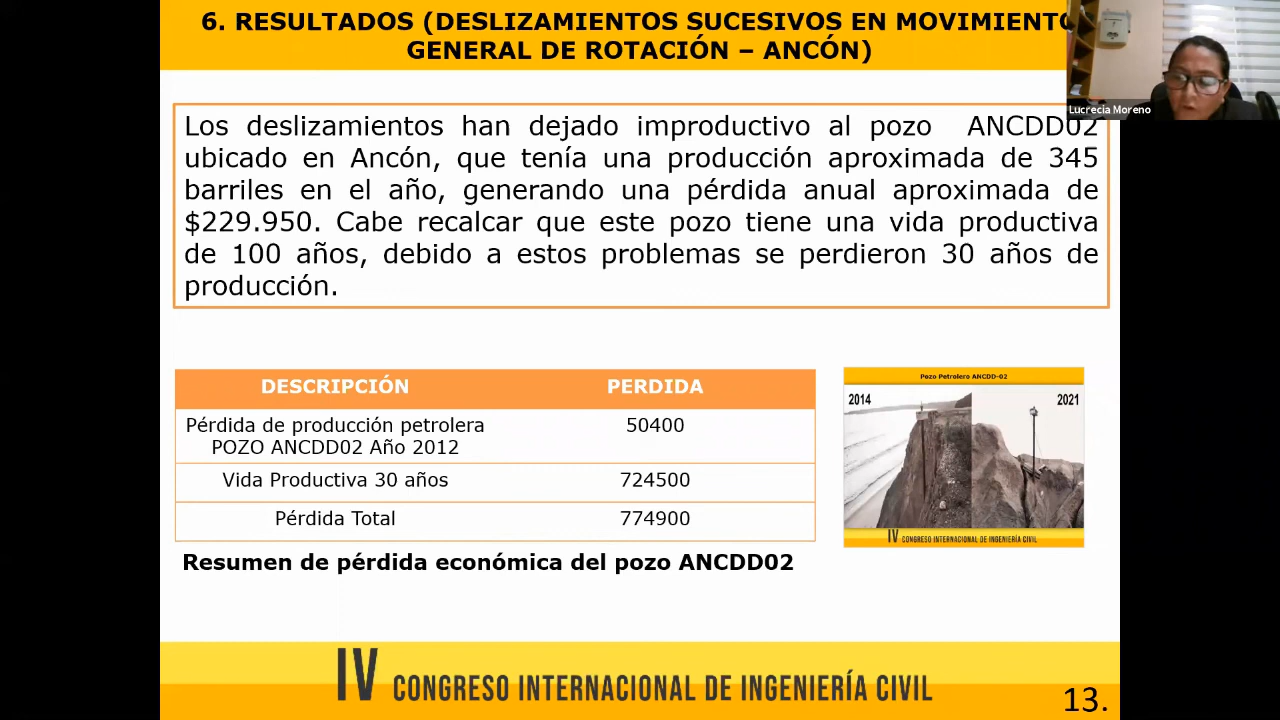 6. RESULTADOS (DESLIZAMIENTOS SUCESIVOS EN MOVIMIENTO
GENERAL DE ROTACIÓN – ANCÓN)
Lucrecia Moreno
Los deslizamientos han dejado improductivo al pozo ANCDD02
ubicado en Ancón, que tenía una producción aproximada de 345
barriles en el año, generando una pérdida anual aproximada de
$229.950. Cabe recalcar que este pozo tiene una vida productiva
de 100 años, debido a estos problemas se perdieron 30 años de
producción.
DESCRIPCIÓN PERDIDA
Pérdida de producción petrolera
POZO ANCDD02 Año 2012 50400
Vida Productiva 30 años 724500
Pérdida Total 774900
Resumen de pérdida económica del pozo ANCDD02
Pozo Petrolero ANCDD-02
2014 2021
IV CONGRESO INTERNACIONAL DE INGENIERÍA CIVIL
IV CONGRESO INTERNACIONAL DE INGENIERÍA CIVIL
13.